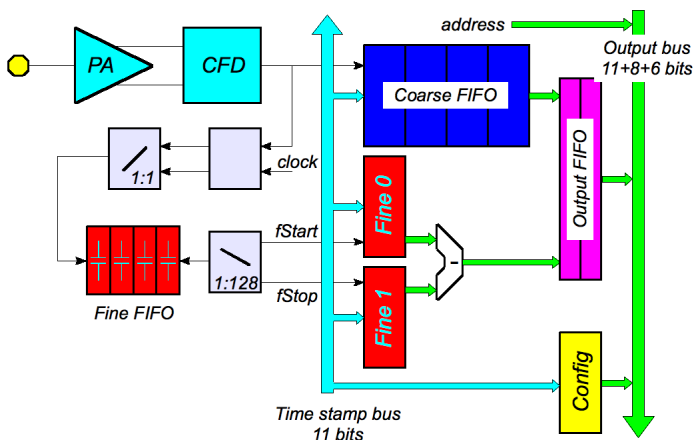 address
Output bus
11+8+6 bits
PA
CFD
Coarse FIFO
Output FIFO
clock
1:1
Fine 0
fStart
1:128
fStop
-
Fine 1
Fine FIFO
Config
Time stamp bus
11 bits